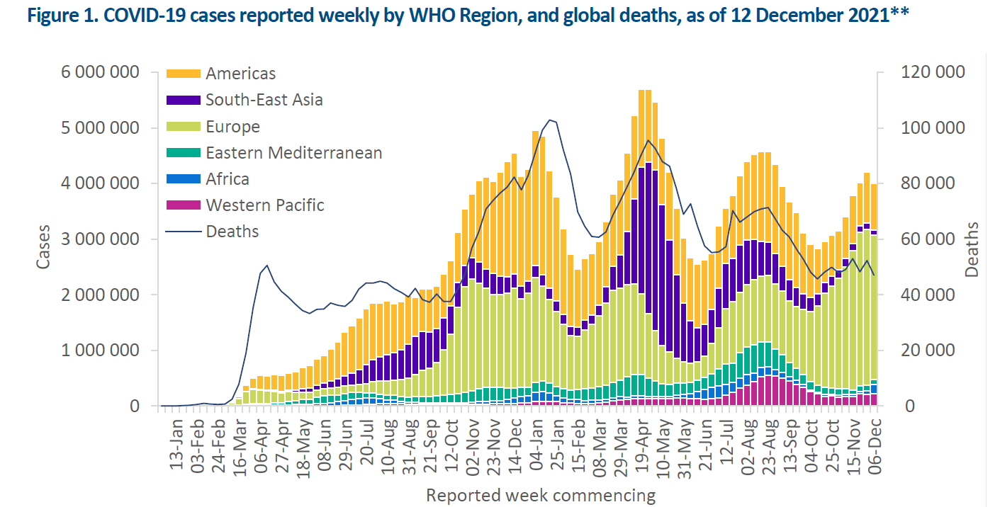 Figure 1. COVID-19 cases reported weekly by WHO Region, and global deaths, as of 12 December 2021**
6 000 000
5 000 000
4 000 000
3 000 000
2 000 000
1 000 000
0
Cases
Americas
South-East Asia
Europe
Eastern Mediterranean
Africa
Western Pacific
Deaths
120 000
100 000
80 000
60 000
40 000
20 000
0
Deaths
13-Jan
03-Feb
24-Feb
16-Mar
06-Apr
27-Apr
18-May
08-Jun
29-Jun
20-Jul
10-Aug
31-Aug
21-Sep
12-Oct
02-Nov
23-Nov
14-Dec
04-Jan
25-Jan
15-Feb
08-Mar
29-Mar
19-Apr
10-May
31-May
21-Jun
12-Jul
02-Aug
23-Aug
13-Sep
04-Oct
25-Oct
15-Nov
06-Dec
Reported week commencing